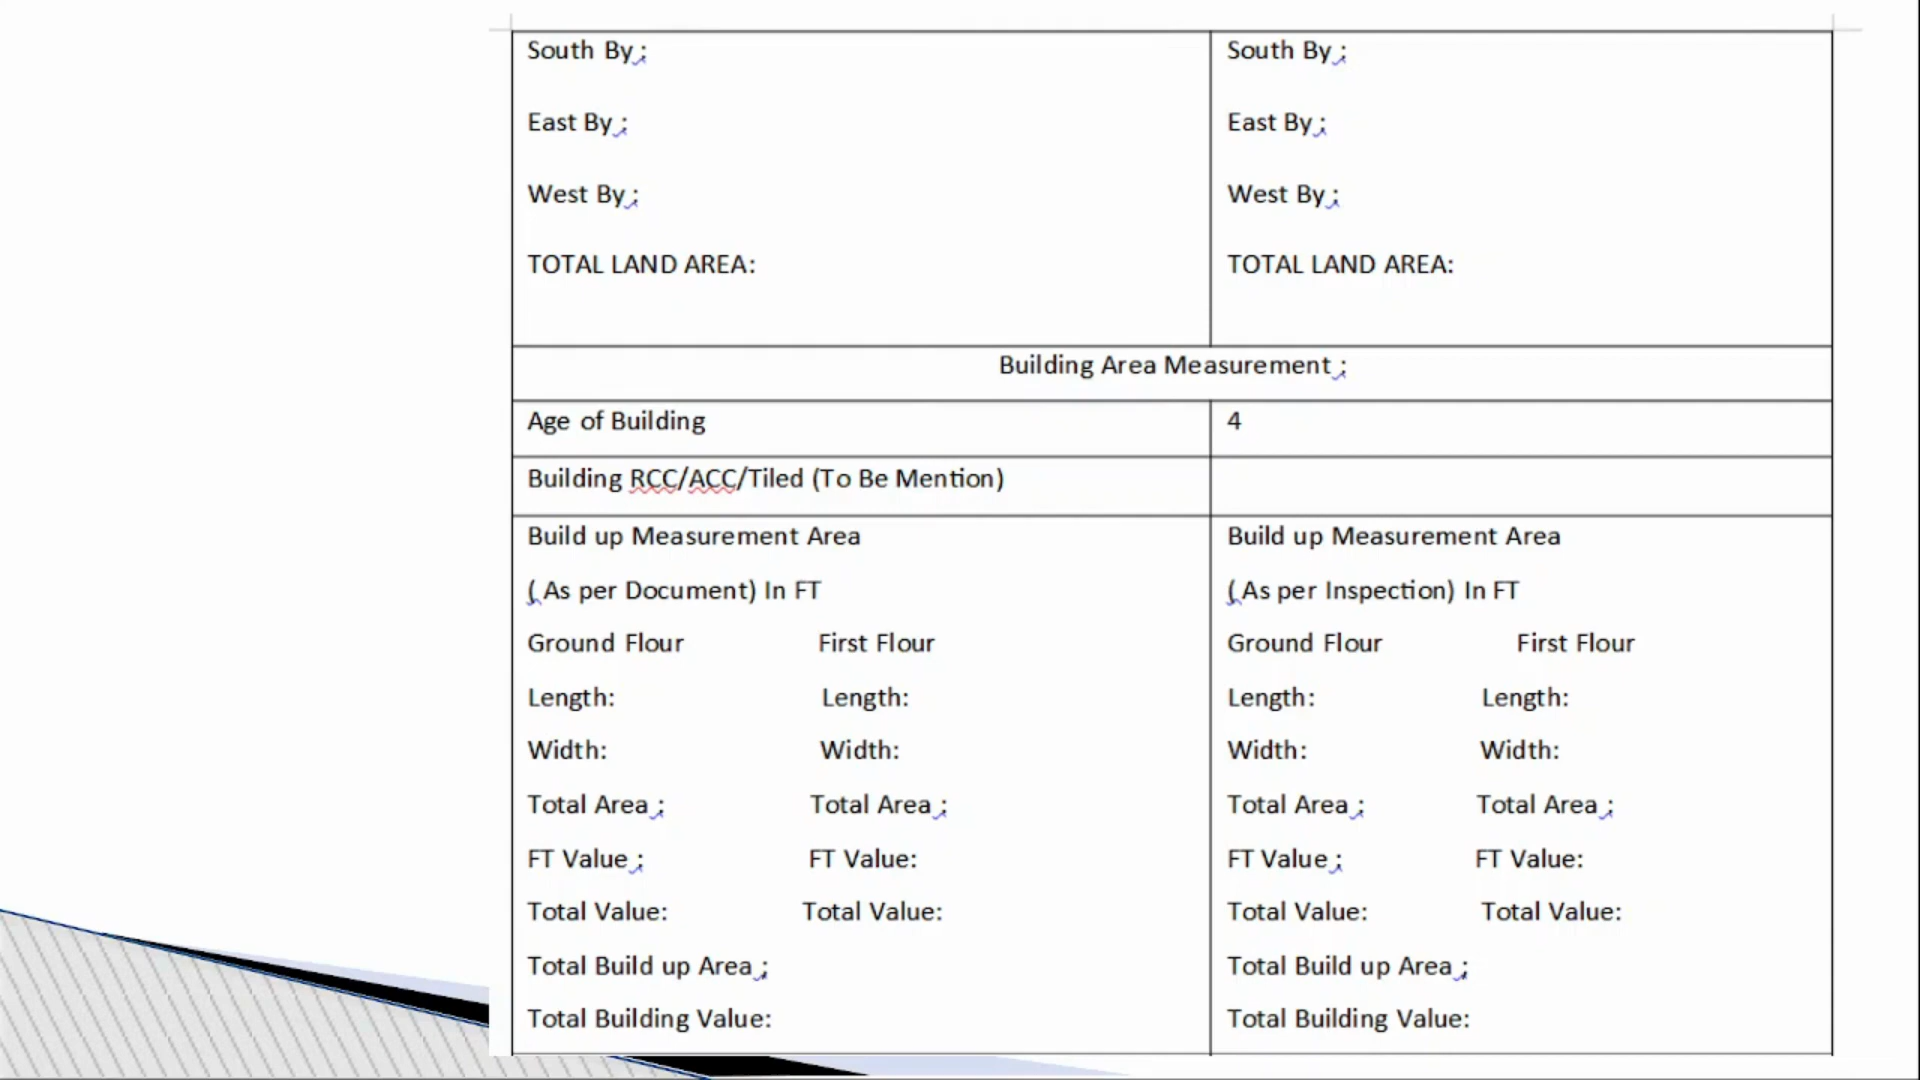 South By ; South By ;
East By ; East By ;
West By ; West By ;
TOTAL LAND AREA: TOTAL LAND AREA:
Building Area Measurement ;
Age of Building 4
Building RCC/ACC/Tiled (To Be Mention)
Build up Measurement Area Build up Measurement Area
( As per Document) In FT ( As per Inspection) In FT
Ground Flour First Flour Ground Flour First Flour
Length: Length: Length: Length:
Width: Width: Width: Width:
Total Area ; Total Area ; Total Area ; Total Area ;
FT Value ; FT Value: FT Value ; FT Value:
Total Value: Total Value: Total Value: Total Value:
Total Build up Area ; Total Build up Area ;
Total Building Value: Total Building Value: